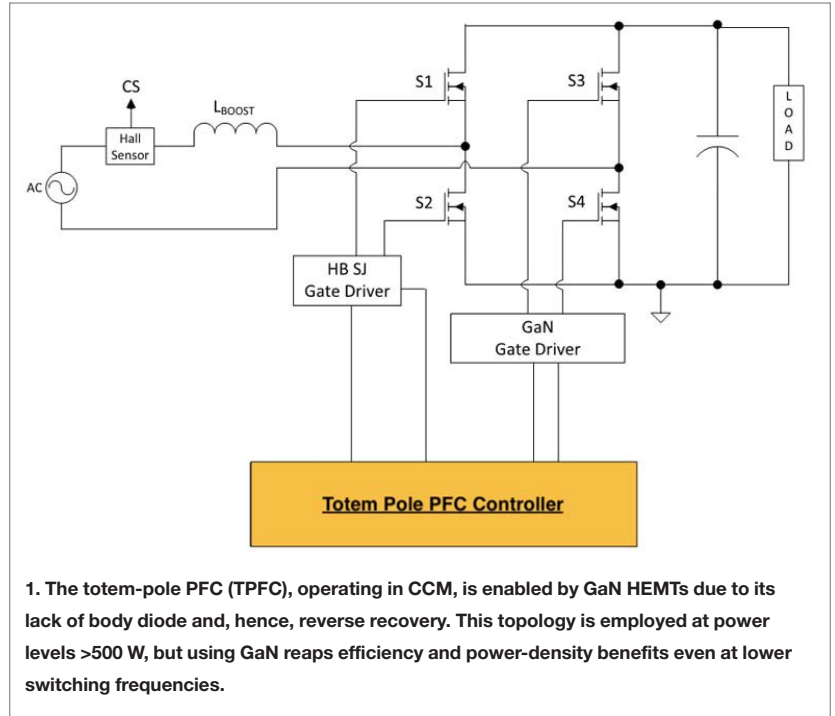 CS
Hall
Sensor
L_BOOST
AC
S1
S3
S2
S4
L
O
A
D
HB SJ
Gate Driver
GaN
Gate Driver
Totem Pole PFC Controller
1. The totem-pole PFC (TPFC), operating in CCM, is enabled by GaN HEMTs due to its
lack of body diode and, hence, reverse recovery. This topology is employed at power
levels >500 W, but using GaN reaps efficiency and power-density benefits even at lower
switching frequencies.